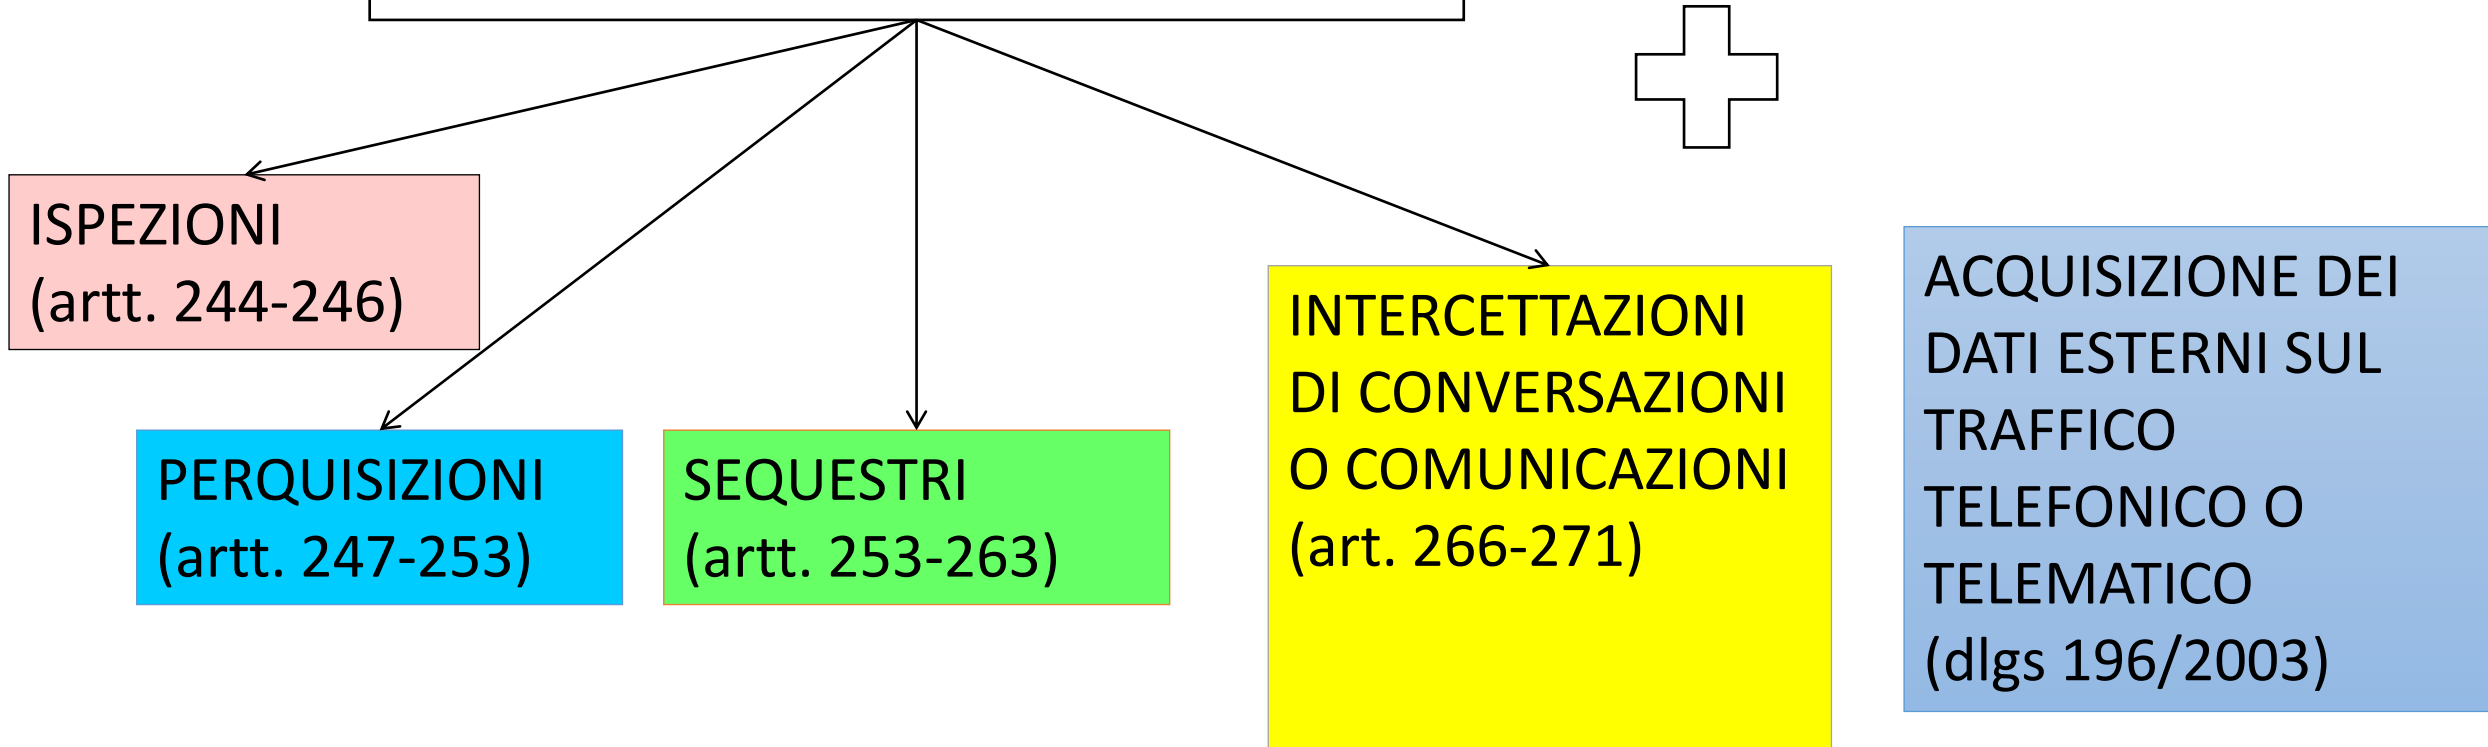 ISPEZIONI
(artt. 244-246)
PERQUISIZIONI
(artt. 247-253)
SEQUESTRI
(artt. 253-263)
INTERCETTAZIONI
DI CONVERSAZIONI
O COMUNICAZIONI
(art. 266-271)
ACQUISIZIONE DEI
DATI ESTERNI SUL
TRAFFICO
TELEFONICO O
TELEMATICO
(dlgs 196/2003)